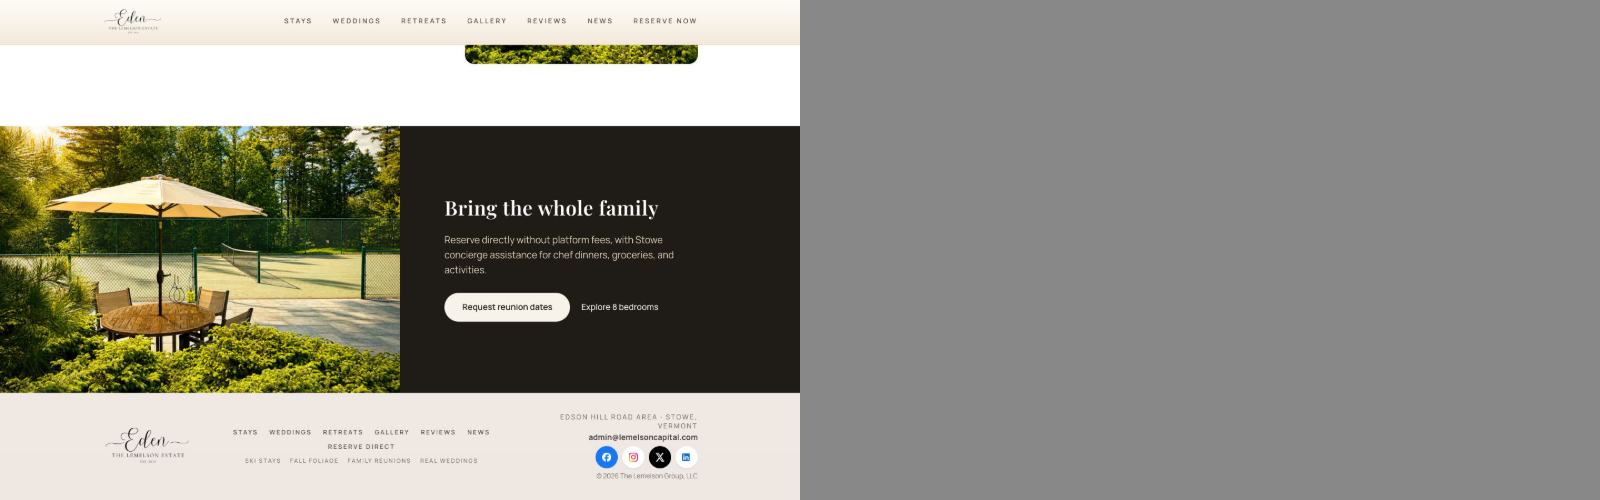 Eden
THE LEMELSON ESTATE
STAYS WEDDINGS RETREATS GALLERY REVIEWS NEWS RESERVE NOW
Bring the whole family
Reserve directly without platform fees, with Stowe
concierge assistance for chef dinners, groceries, and
activities.
Request reunion dates Explore 8 bedrooms
Eden
THE LEMELSON ESTATE
STAYS WEDDINGS RETREATS GALLERY REVIEWS NEWS
RESERVE DIRECT
SKI STAYS FALL FOLIAGE FAMILY REUNIONS REAL WEDDINGS
EDSON HILL ROAD AREA - STOWE,
VERMONT
admin@lemelsoncapital.com
© 2026 The Lemelson Group, LLC